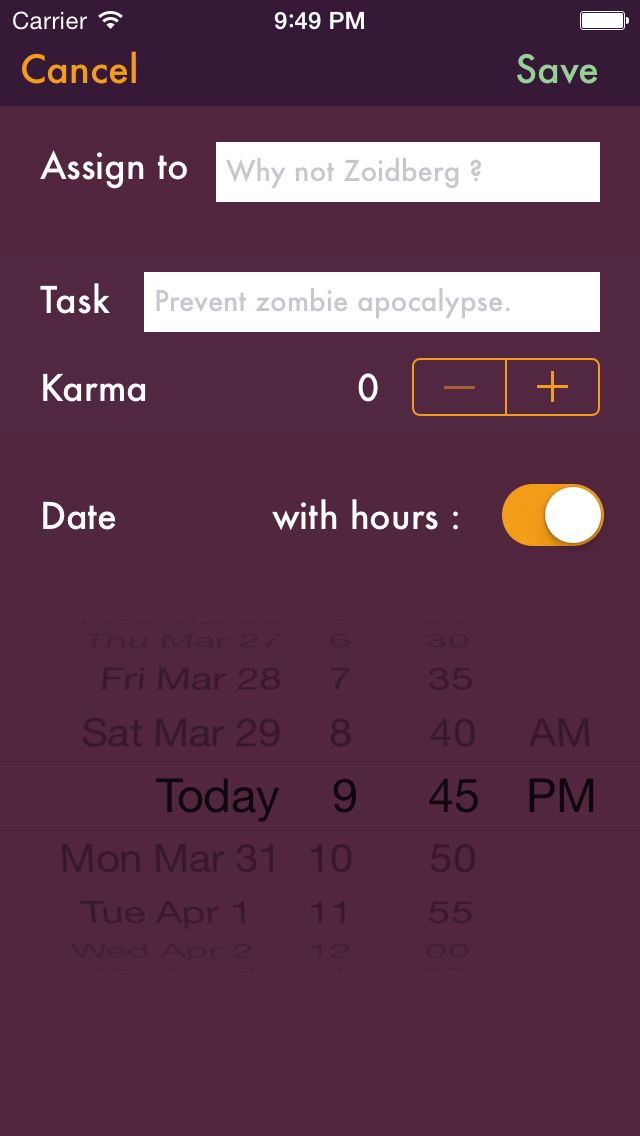 Carrier 9:49 PM
Cancel Save
Assign to Why not Zoidberg ?
Task Prevent zombie apocalypse.
Karma 0 — +
Date with hours :
Thu Mar 27 6 30
Fri Mar 28 7 35
Sat Mar 29 8 40 AM
Today 9 45 PM
Mon Mar 31 10 50
Tue Apr 1 11 55
Wed Apr 2 12 00